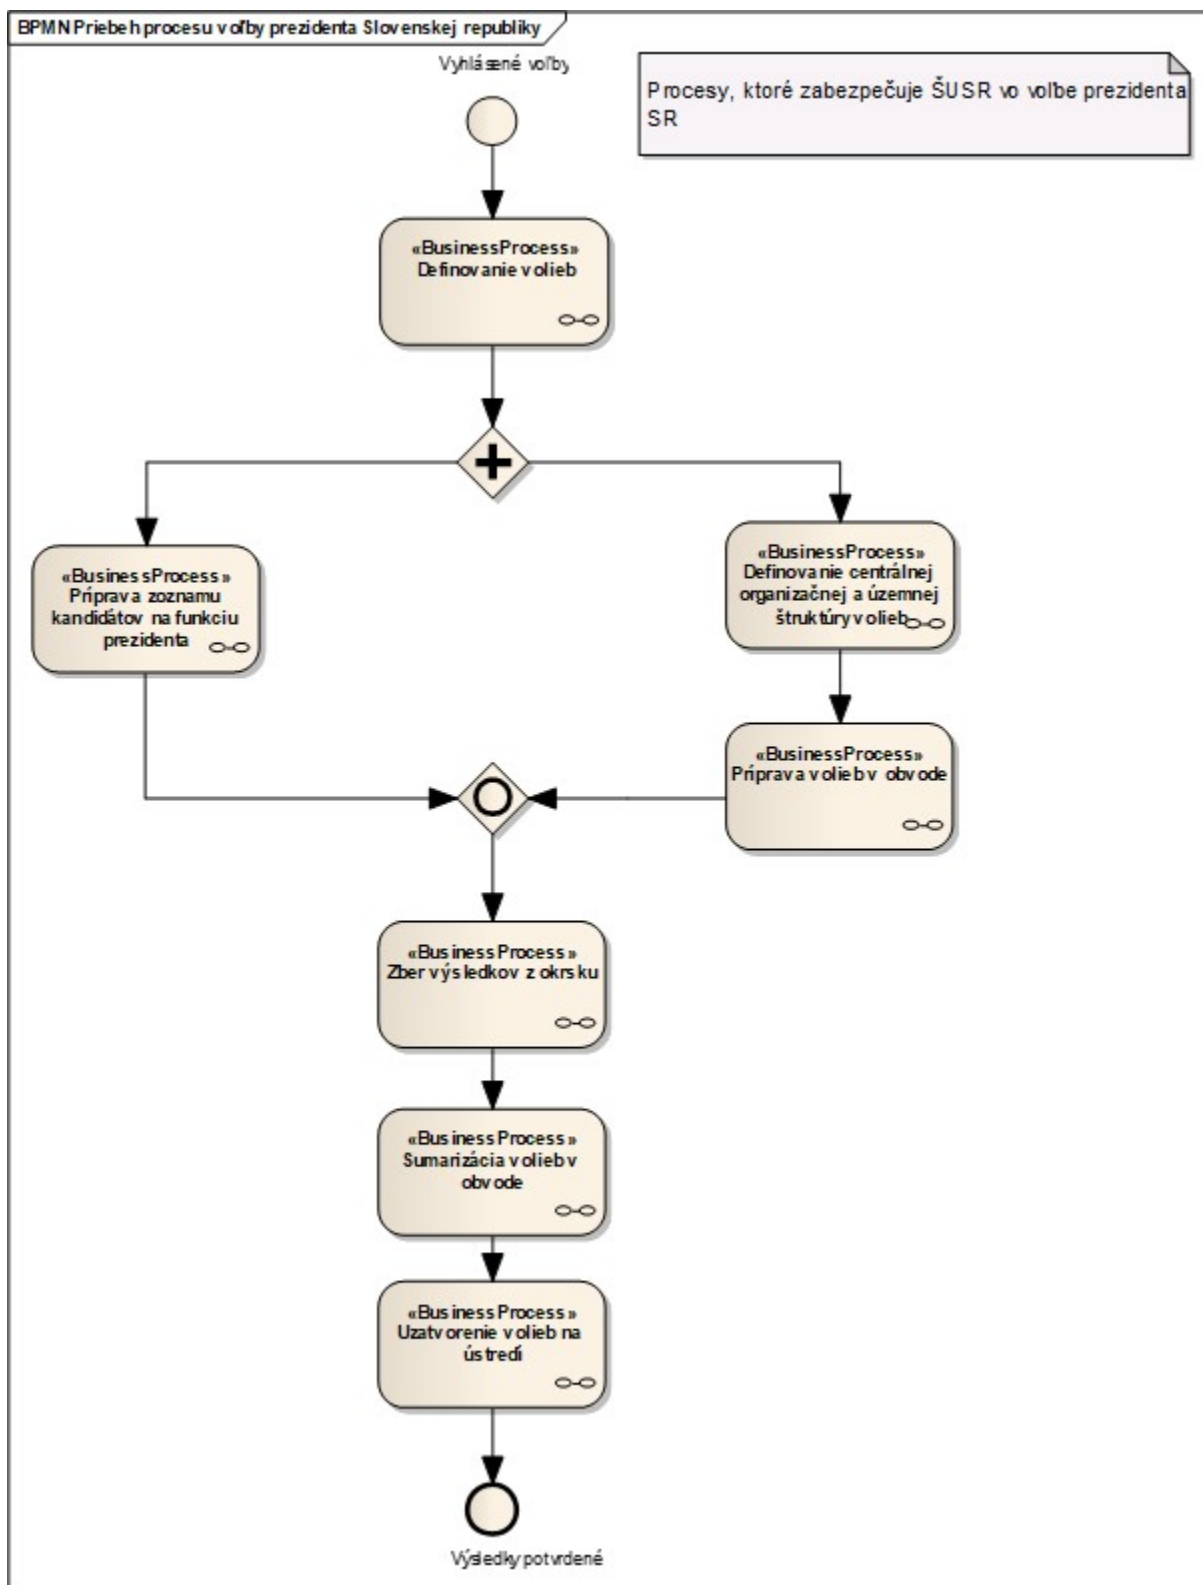 BPMN Priebeh procesu voľby prezidenta Slovenskej republiky
Vyhlásené voľby
Procesy, ktoré zabezpečuje ŠUSR vo voľbe prezidenta
SR
«BusinessProcess»
Definovanie volieb
«BusinessProcess»
Príprava zoznamu
kandidátov na funkciu
prezidenta
«BusinessProcess»
Definovanie centrálnej
organizačnej a územnej
štruktúry volieb
«BusinessProcess»
Príprava volieb v obvode
«BusinessProcess»
Zber výsledkov z okrsku
«BusinessProcess»
Sumarizácia volieb v
obvode
«BusinessProcess»
Uzatvorenie volieb na
ústredí
Výsledky potvrdené